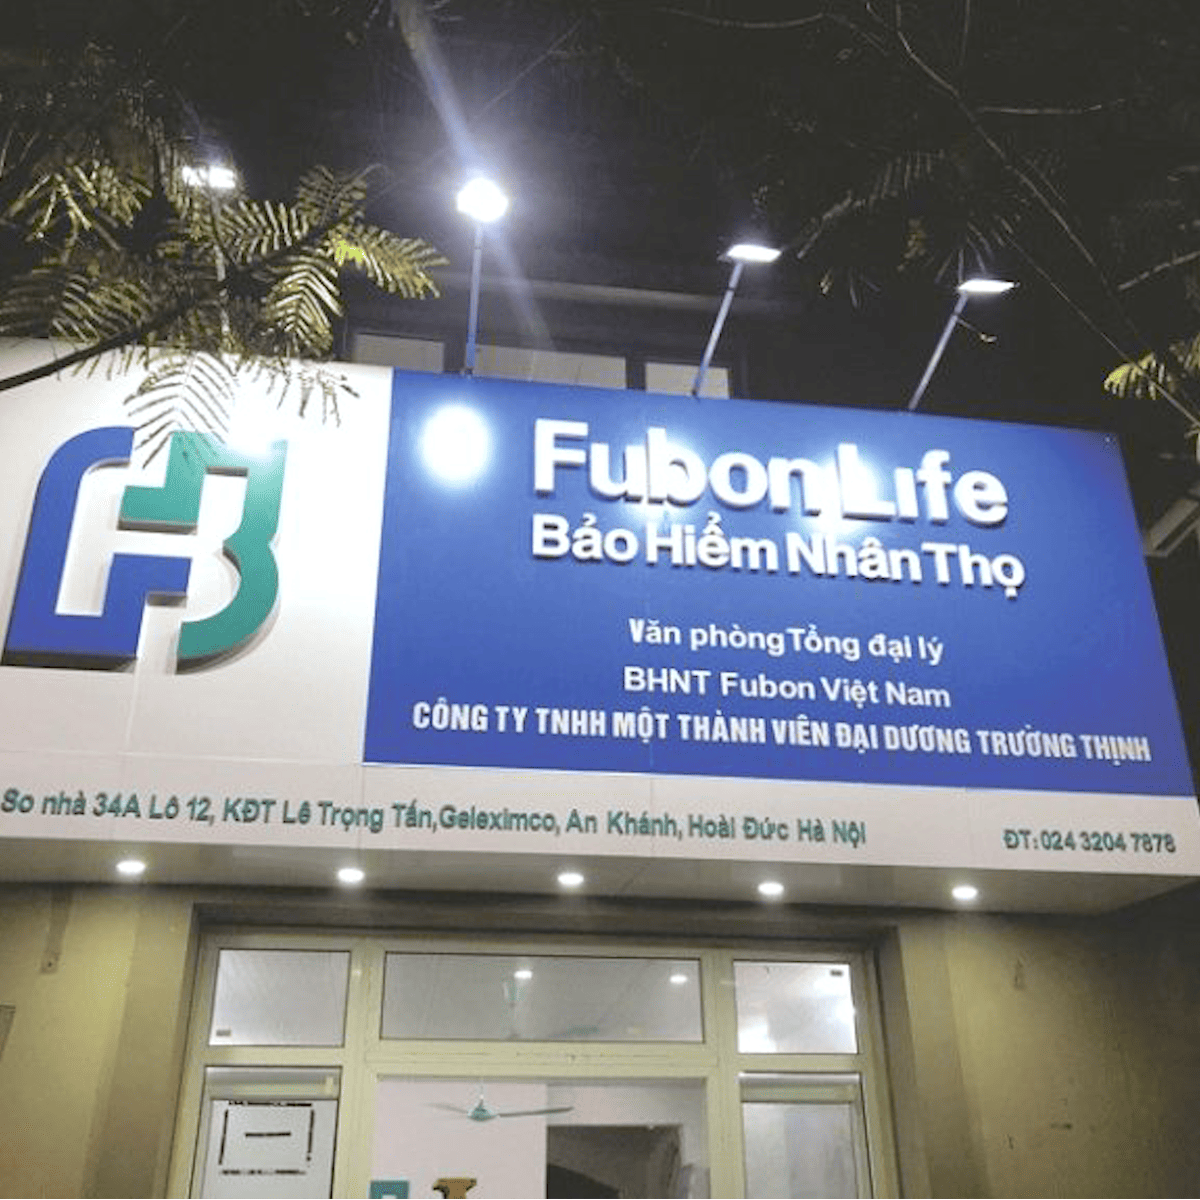 Fubon Life
Bảo Hiểm Nhân Thọ
Văn phòng Tổng đại lý
BHNT Fubon Việt Nam
CÔNG TY TNHH MỘT THÀNH VIÊN ĐẠI DƯƠNG TRƯỜNG THỊNH
Số nhà 34A Lô 12, KĐT Lê Trọng Tấn, Geleximco, An Khánh, Hoài Đức Hà Nội
ĐT: 024 3204 7878